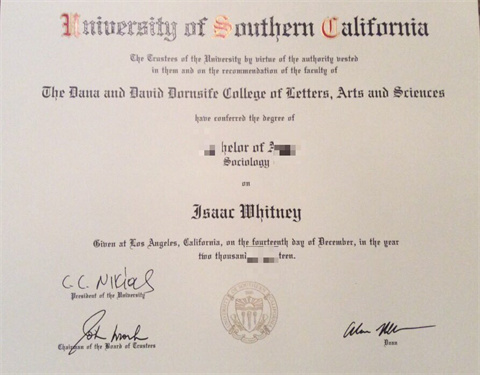 University of Southern California
The Trustees of the University by virtue of the authority vested
in them and on the recommendation of the faculty of
The Dana and David Dornsife College of Letters, Arts and Sciences
have conferred the degree of
helor of A
Sociology
on
Isaac Whitney
Given at Los Angeles, California, on the fourteenth day of December, in the year
two thousand teen.
C. L. Nikias
President of the University
Chairman of the Board of Trustees
Dean